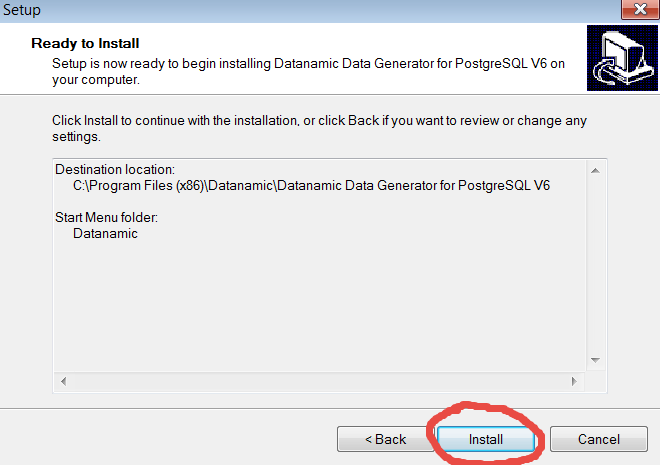 Setup
Ready to Install
Setup is now ready to begin installing Datanamic Data Generator for PostgreSQL V6 on
your computer.
Click Install to continue with the installation, or click Back if you want to review or change any
settings.
Destination location:
C:\Program Files (x86)\Datanamic\Datanamic Data Generator for PostgreSQL V6
Start Menu folder:
Datanamic
< Back
Install
Cancel